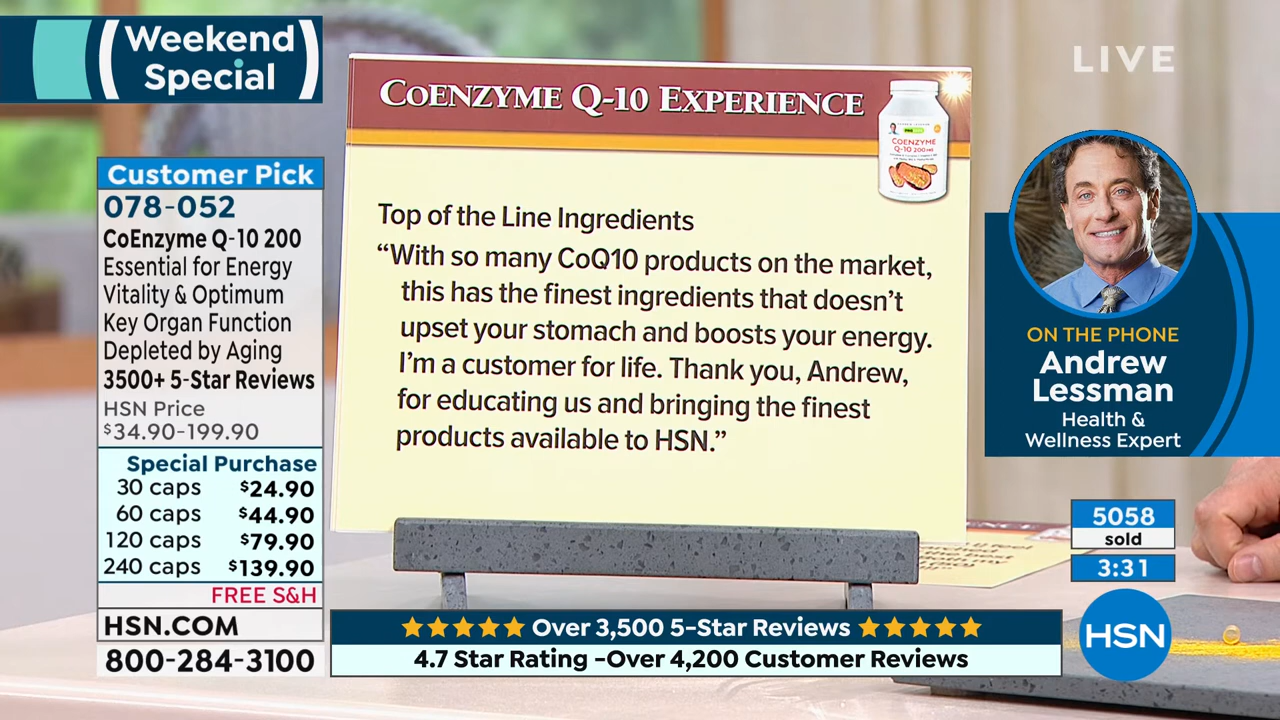 Weekend
Special
LIVE
Customer Pick
078-052
CoEnzyme Q-10 200
Essential for Energy
Vitality & Optimum
Key Organ Function
Depleted by Aging
3500+ 5-Star Reviews
HSN Price
$34.90-199.90
Special Purchase
30 caps $24.90
60 caps $44.90
120 caps $79.90
240 caps $139.90
FREE S&H
HSN.COM
800-284-3100
COENZYME Q-10 EXPERIENCE
COENZYME
Q-10 200
Top of the Line Ingredients
“With so many CoQ10 products on the market,
this has the finest ingredients that doesn’t
upset your stomach and boosts your energy.
I’m a customer for life. Thank you, Andrew,
for educating us and bringing the finest
products available to HSN.”
ON THE PHONE
Andrew
Lessman
Health &
Wellness Expert
5058
sold
3:31
HSN
Over 3,500 5-Star Reviews
4.7 Star Rating –Over 4,200 Customer Reviews